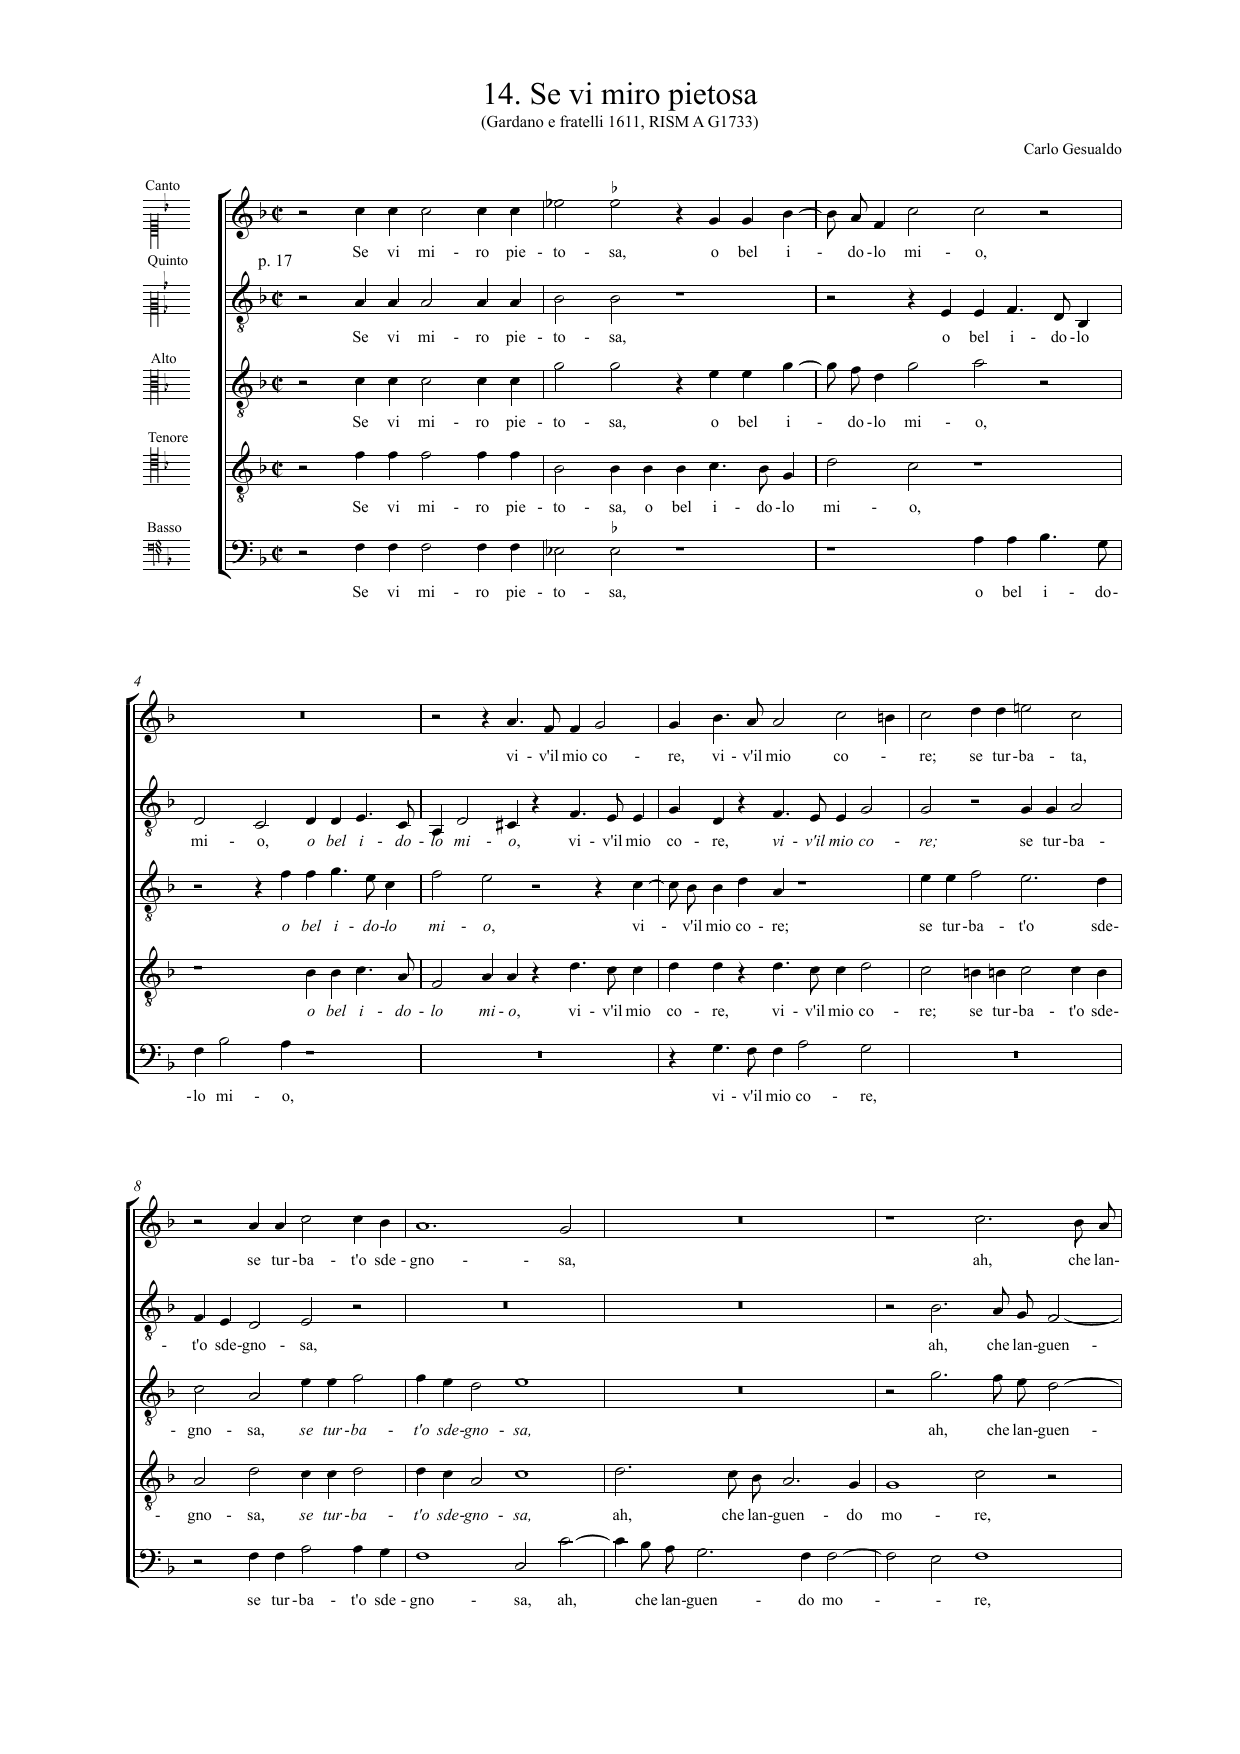 14. Se vi miro pietosa
(Gardano e fratelli 1611, RISM A G1733)
Carlo Gesualdo
Canto
Se vi mi - ro pie - to - sa, o bel i - do - lo mi - o,
Quinto
p. 17
Se vi mi - ro pie - to - sa, o bel i - do - lo
Alto
Se vi mi - ro pie - to - sa, o bel i - do - lo mi - o,
Tenore
Se vi mi - ro pie - to - sa, o bel i - do - lo mi - o,
Basso
Se vi mi - ro pie - to - sa, o bel i - do-
4
vi - v'il mio co - re, vi - v'il mio co - re; se tur - ba - ta,
mi - o, o bel i - do - lo mi - o, vi - v'il mio co - re, vi - v'il mio co - re; se tur - ba -
o bel i - do - lo mi - o, vi - v'il mio co - re; se tur - ba - t'o sde-
o bel i - do - lo mi - o, vi - v'il mio co - re, vi - v'il mio co - re; se tur - ba - t'o sde-
-lo mi - o, vi - v'il mio co - re,
8
se tur - ba - t'o sde - gno - sa, ah, che lan-
- t'o sde - gno - sa, ah, che lan - guen -
- gno - sa, se tur - ba - t'o sde - gno - sa, ah, che lan - guen -
- gno - sa, se tur - ba - t'o sde - gno - sa, ah, che lan - guen - do mo - re,
se tur - ba - t'o sde - gno - sa, ah, che lan - guen - do mo - re,